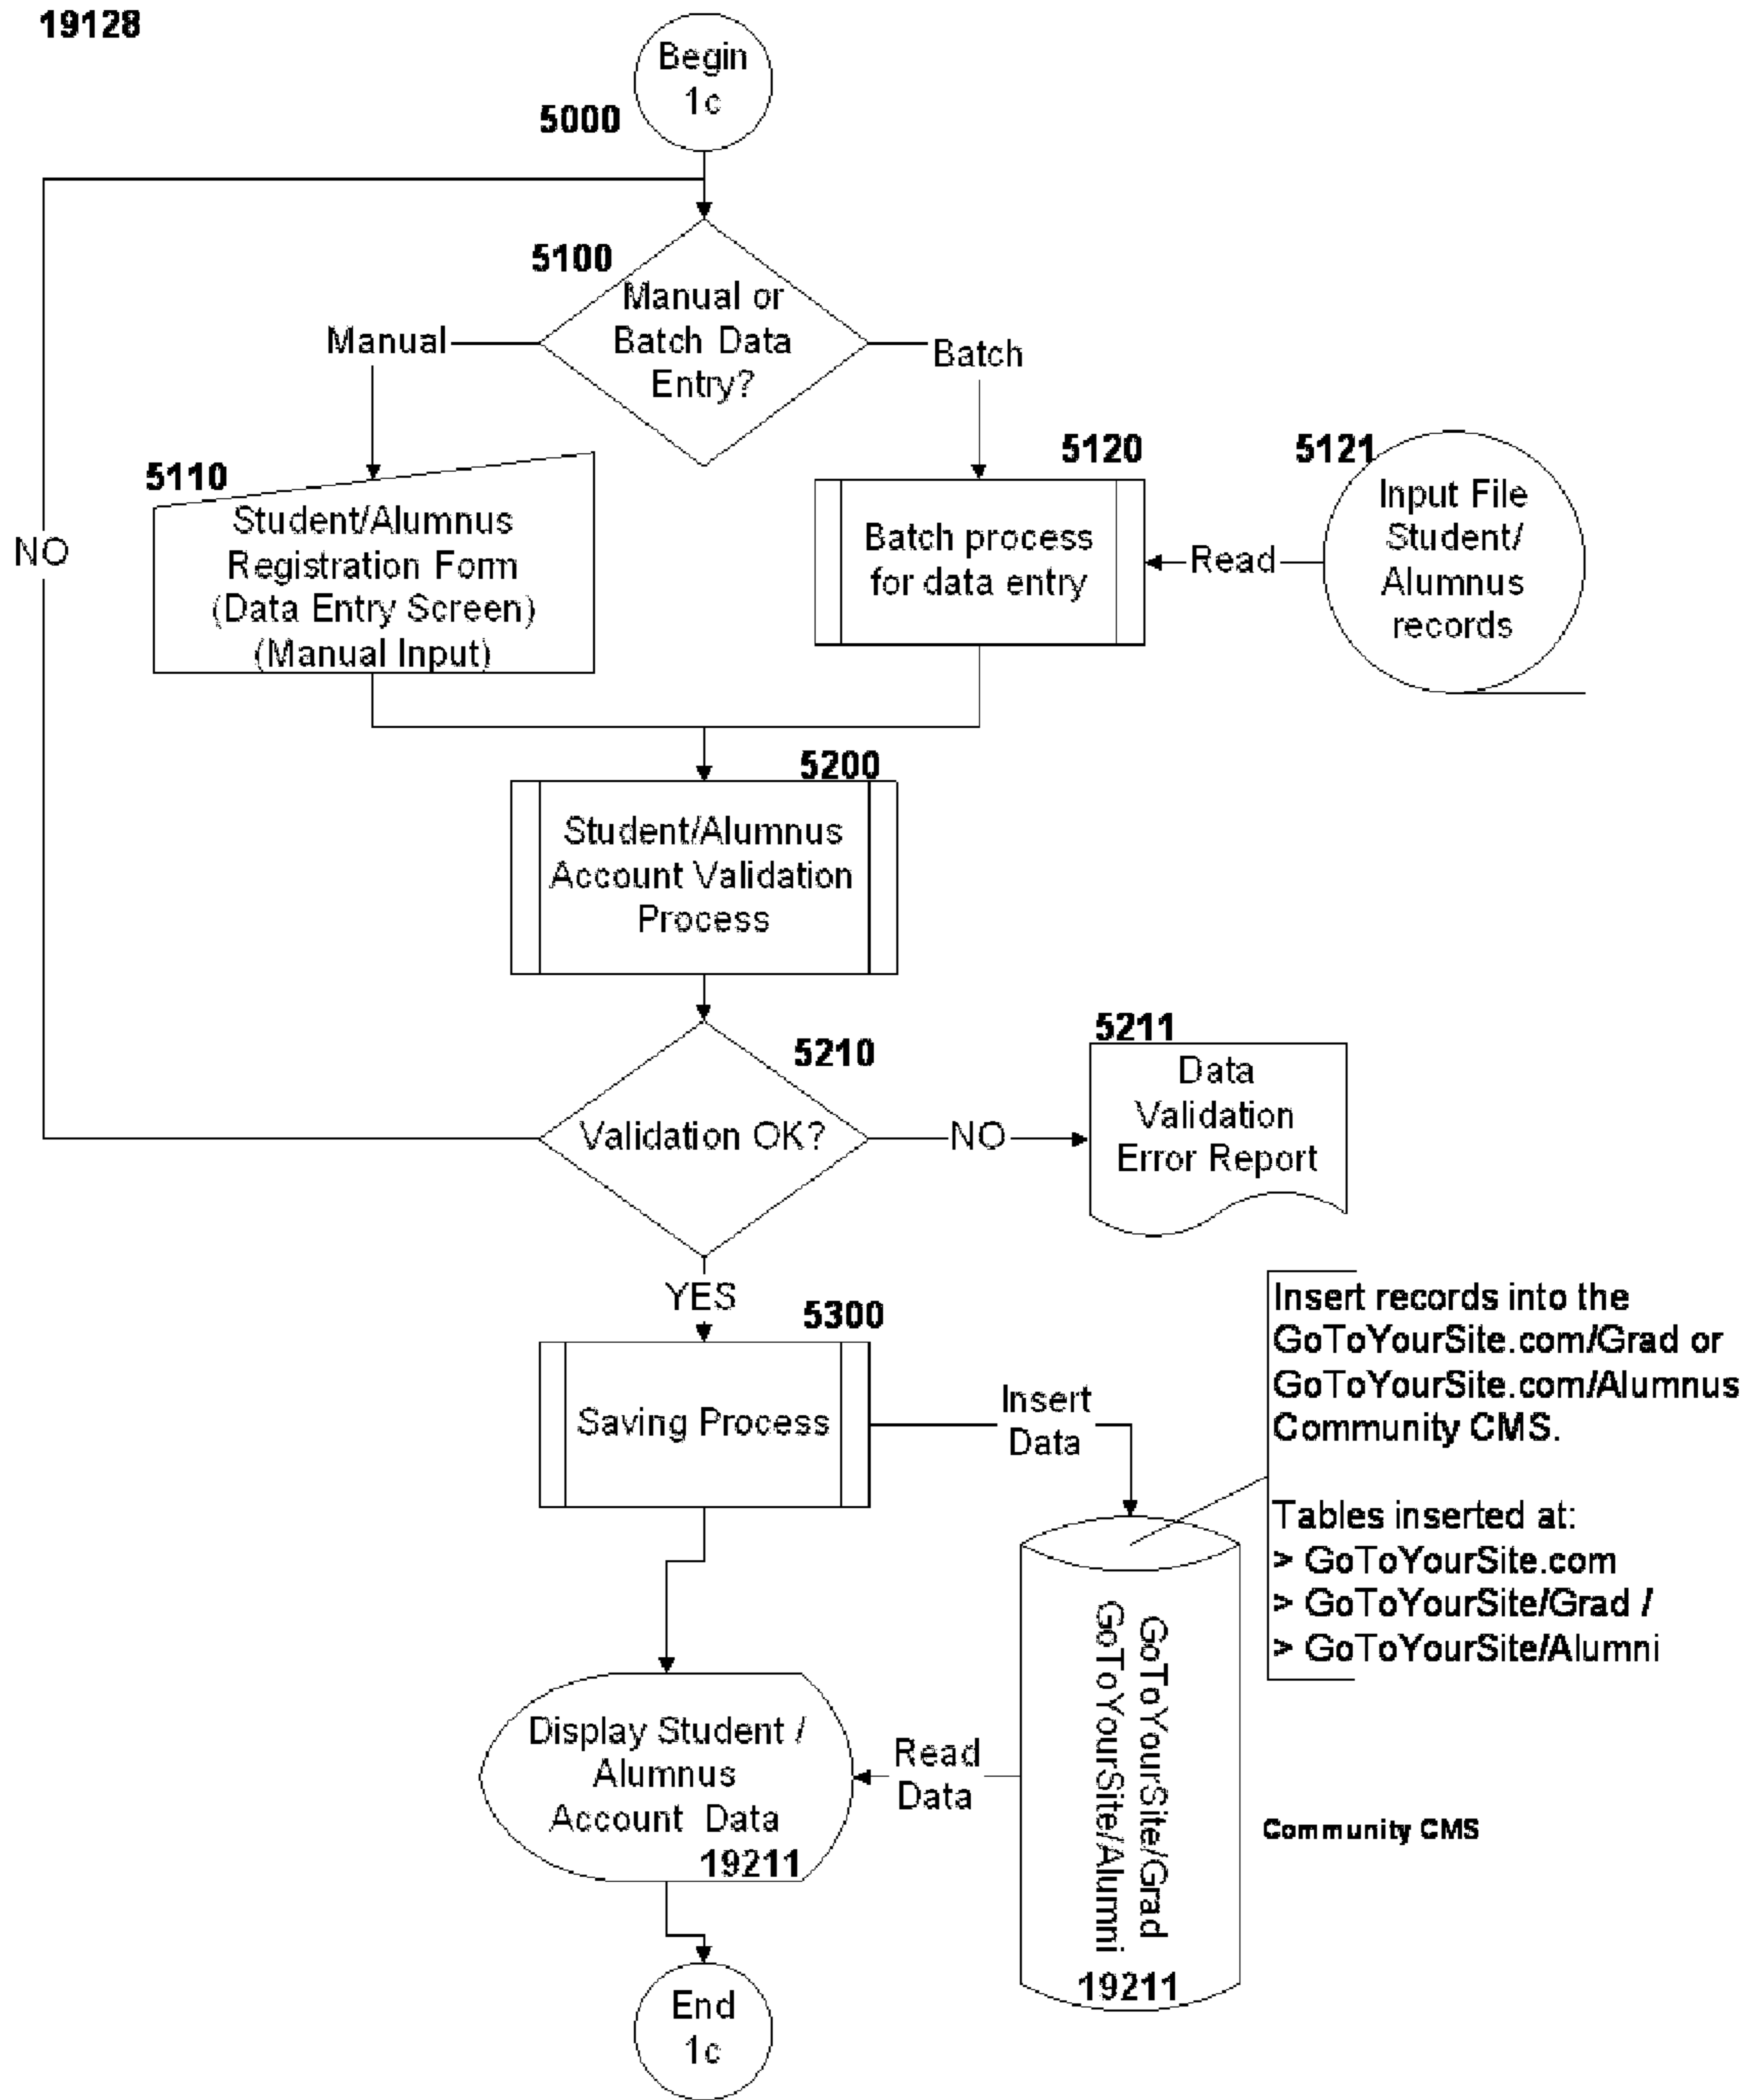 19128
Begin
1c
5000
5100
Manual or
Batch Data
Entry?
Manual
Batch
5110
Student/Alumnus
Registration Form
(Data Entry Screen)
(Manual Input)
5120
Batch process
for data entry
Read
5121
Input File
Student/
Alumnus
records
NO
5200
Student/Alumnus
Account Validation
Process
5210
Validation OK?
NO
5211
Data
Validation
Error Report
YES
5300
Saving Process
Insert
Data
Insert records into the
GoToYourSite.com/Grad or
GoToYourSite.com/Alumnus
Community CMS.
Tables inserted at:
> GoToYourSite.com
> GoToYourSite/Grad /
> GoToYourSite/Alumni
GoToYourSite/Grad
GoToYourSite/Alumni
19211
Community CMS
Read
Data
Display Student /
Alumnus
Account Data
19211
End
1c